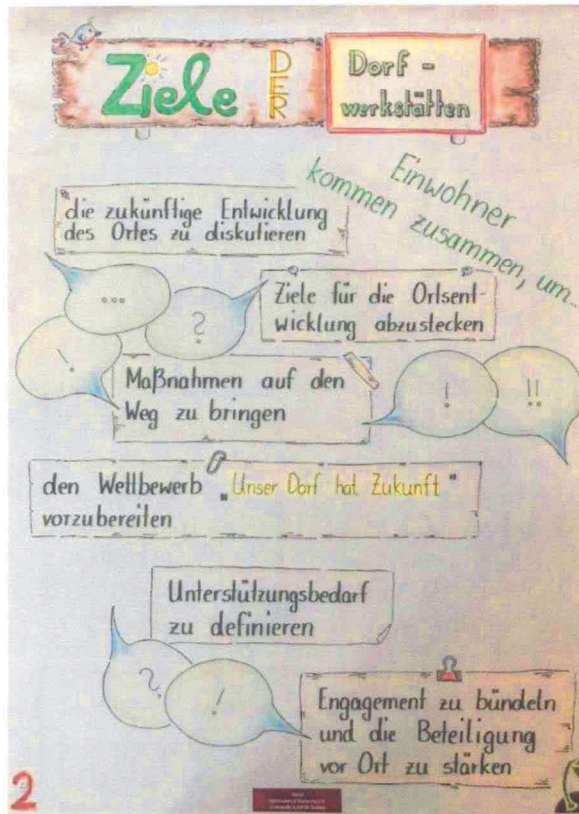 Ziele DER Dorf-
werkstätten
Einwohner
kommen zusammen, um...
die zukünftige Entwicklung
des Ortes zu diskutieren
...
?
!
Ziele für die Ortsent-
wicklung abzustecken
Maßnahmen auf den
Weg zu bringen
!
!!
den Wettbewerb „Unser Dorf hat Zukunft"
vorzubereiten
Unterstützungsbedarf
zu definieren
?
!
Engagement zu bündeln
und die Beteiligung
vor Ort zu stärken
2